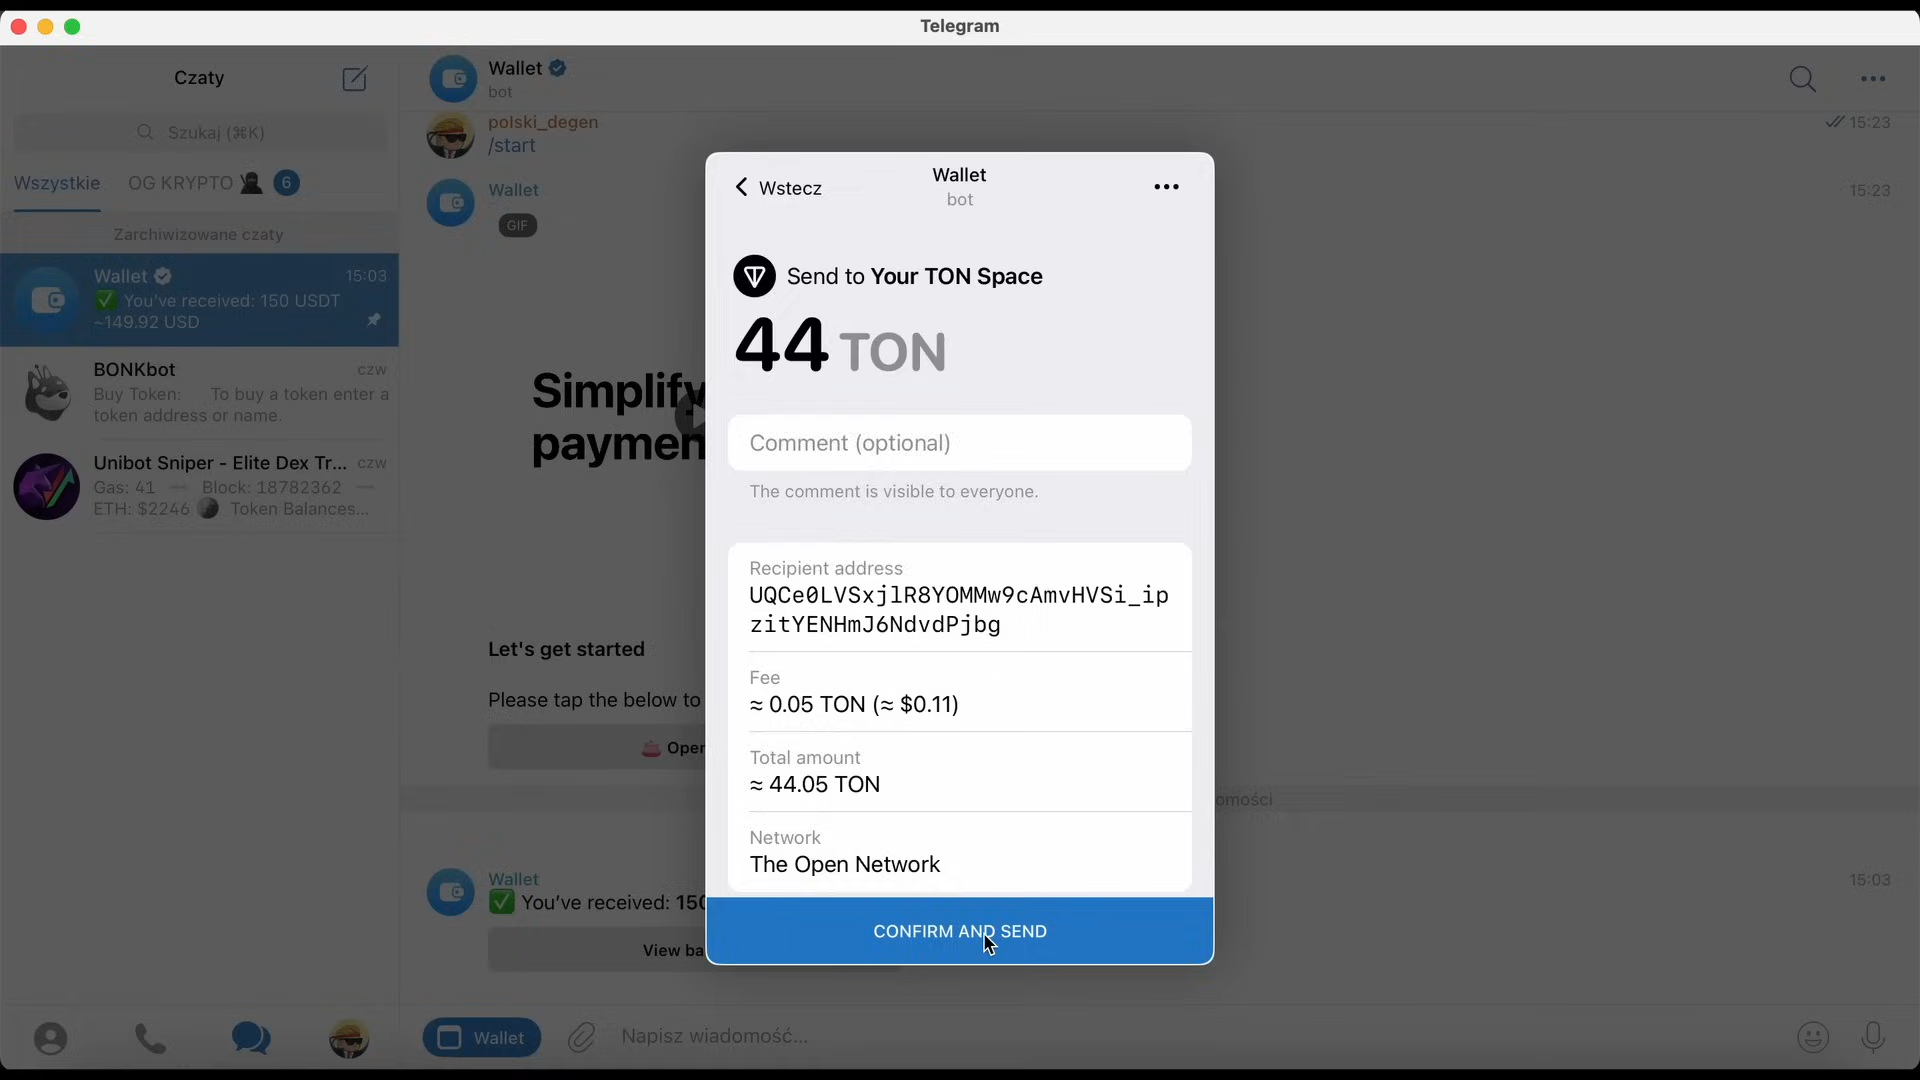 Telegram
Czaty
Szukaj (⌘K)
Wszystkie
OG KRYPTO 🥷 6
Zarchiwizowane czaty
Wallet
15:03
✅ You've received: 150 USDT
~149.92 USD
BONKbot
czw
Buy Token: To buy a token enter a
token address or name.
Unibot Sniper - Elite Dex Tr...
czw
Gas: 41 — Block: 18782362 —
ETH: $2246 🌑 Token Balances...
Wallet
bot
polski_degen
15:23
/start
Wallet
15:23
GIF
Simplify
paymen
Let's get started
Please tap the below to
Open
omości
Wallet
15:03
✅ You've received: 150
View ba
Wallet
Napisz wiadomość...
Wstecz
Wallet
bot
Send to Your TON Space
44 TON
Comment (optional)
The comment is visible to everyone.
Recipient address
UQCe0LVSxjlR8YOMMw9cAmvHVSi_ip
zitYENHmJ6NdvdPjbg
Fee
≈ 0.05 TON (≈ $0.11)
Total amount
≈ 44.05 TON
Network
The Open Network
CONFIRM AND SEND